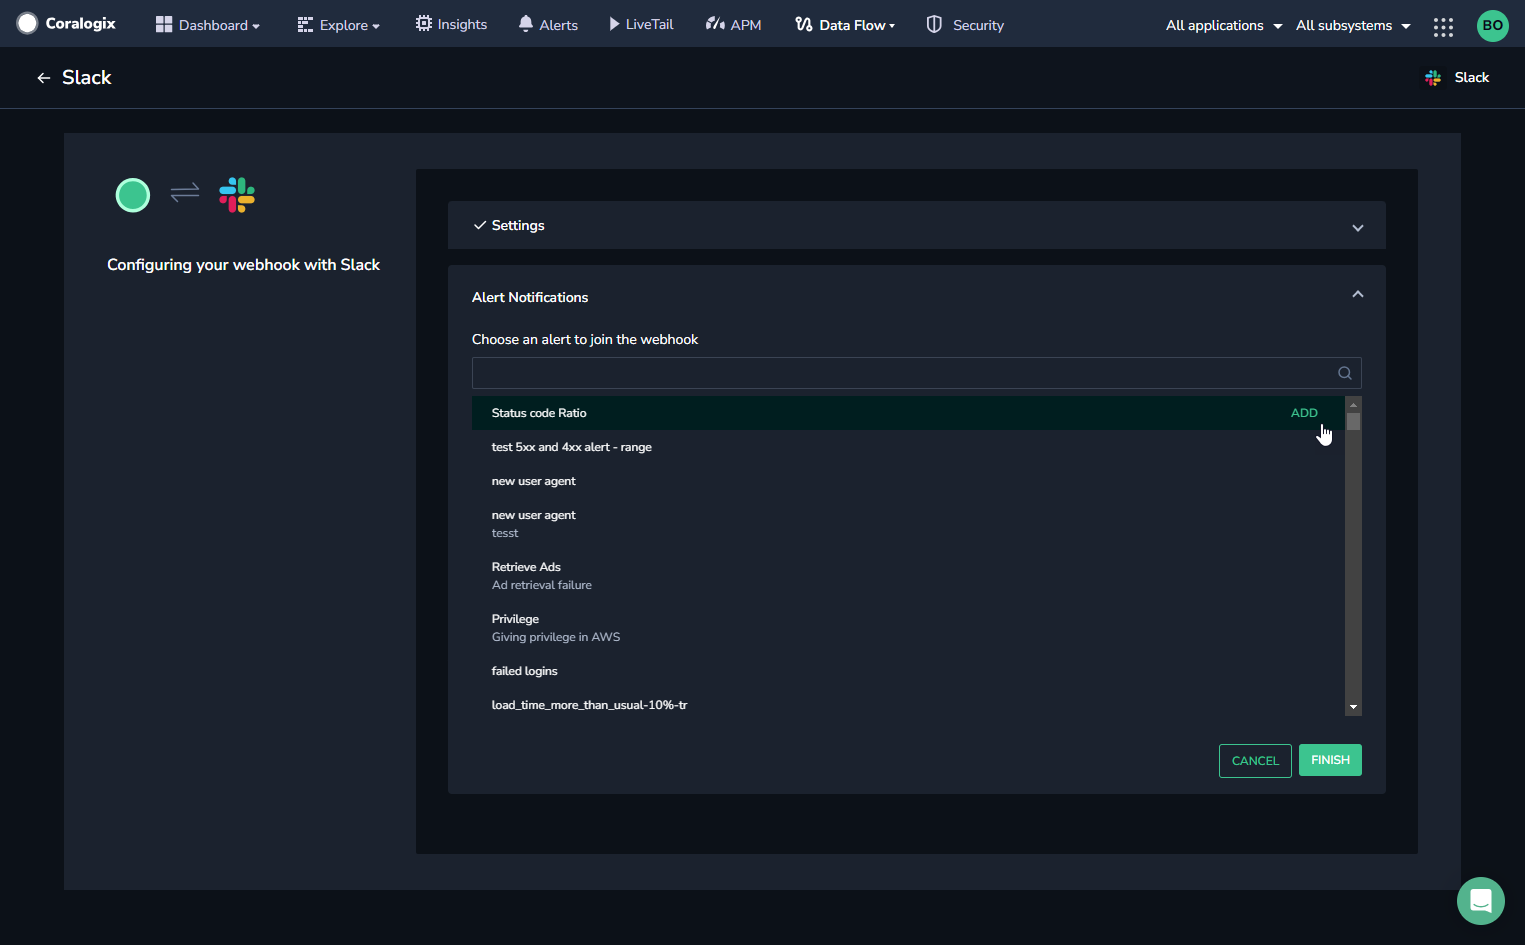 Coralogix Dashboard Explore Insights Alerts LiveTail APM Data Flow Security All applications All subsystems BO
Slack Slack
Configuring your webhook with Slack
Settings
Alert Notifications
Choose an alert to join the webhook
Status code Ratio ADD
test 5xx and 4xx alert - range
new user agent
new user agent
tesst
Retrieve Ads
Ad retrieval failure
Privilege
Giving privilege in AWS
failed logins
load_time_more_than_usual-10%-tr
CANCEL FINISH